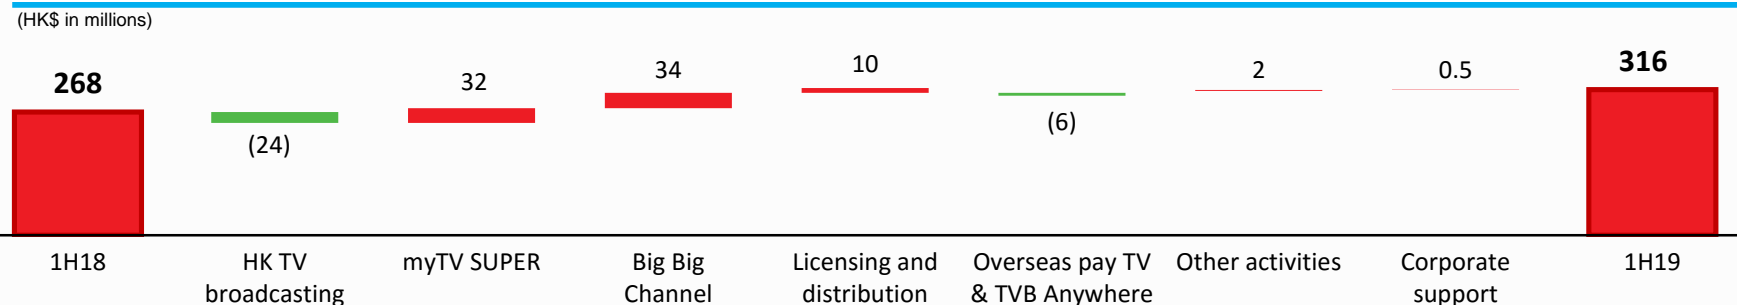 (HK$ in millions)
268
(24)
32
34
10
(6)
2
0.5
316
1H18
HK TV
broadcasting
myTV SUPER
Big Big
Channel
Licensing and
distribution
Overseas pay TV
& TVB Anywhere
Other activities
Corporate
support
1H19